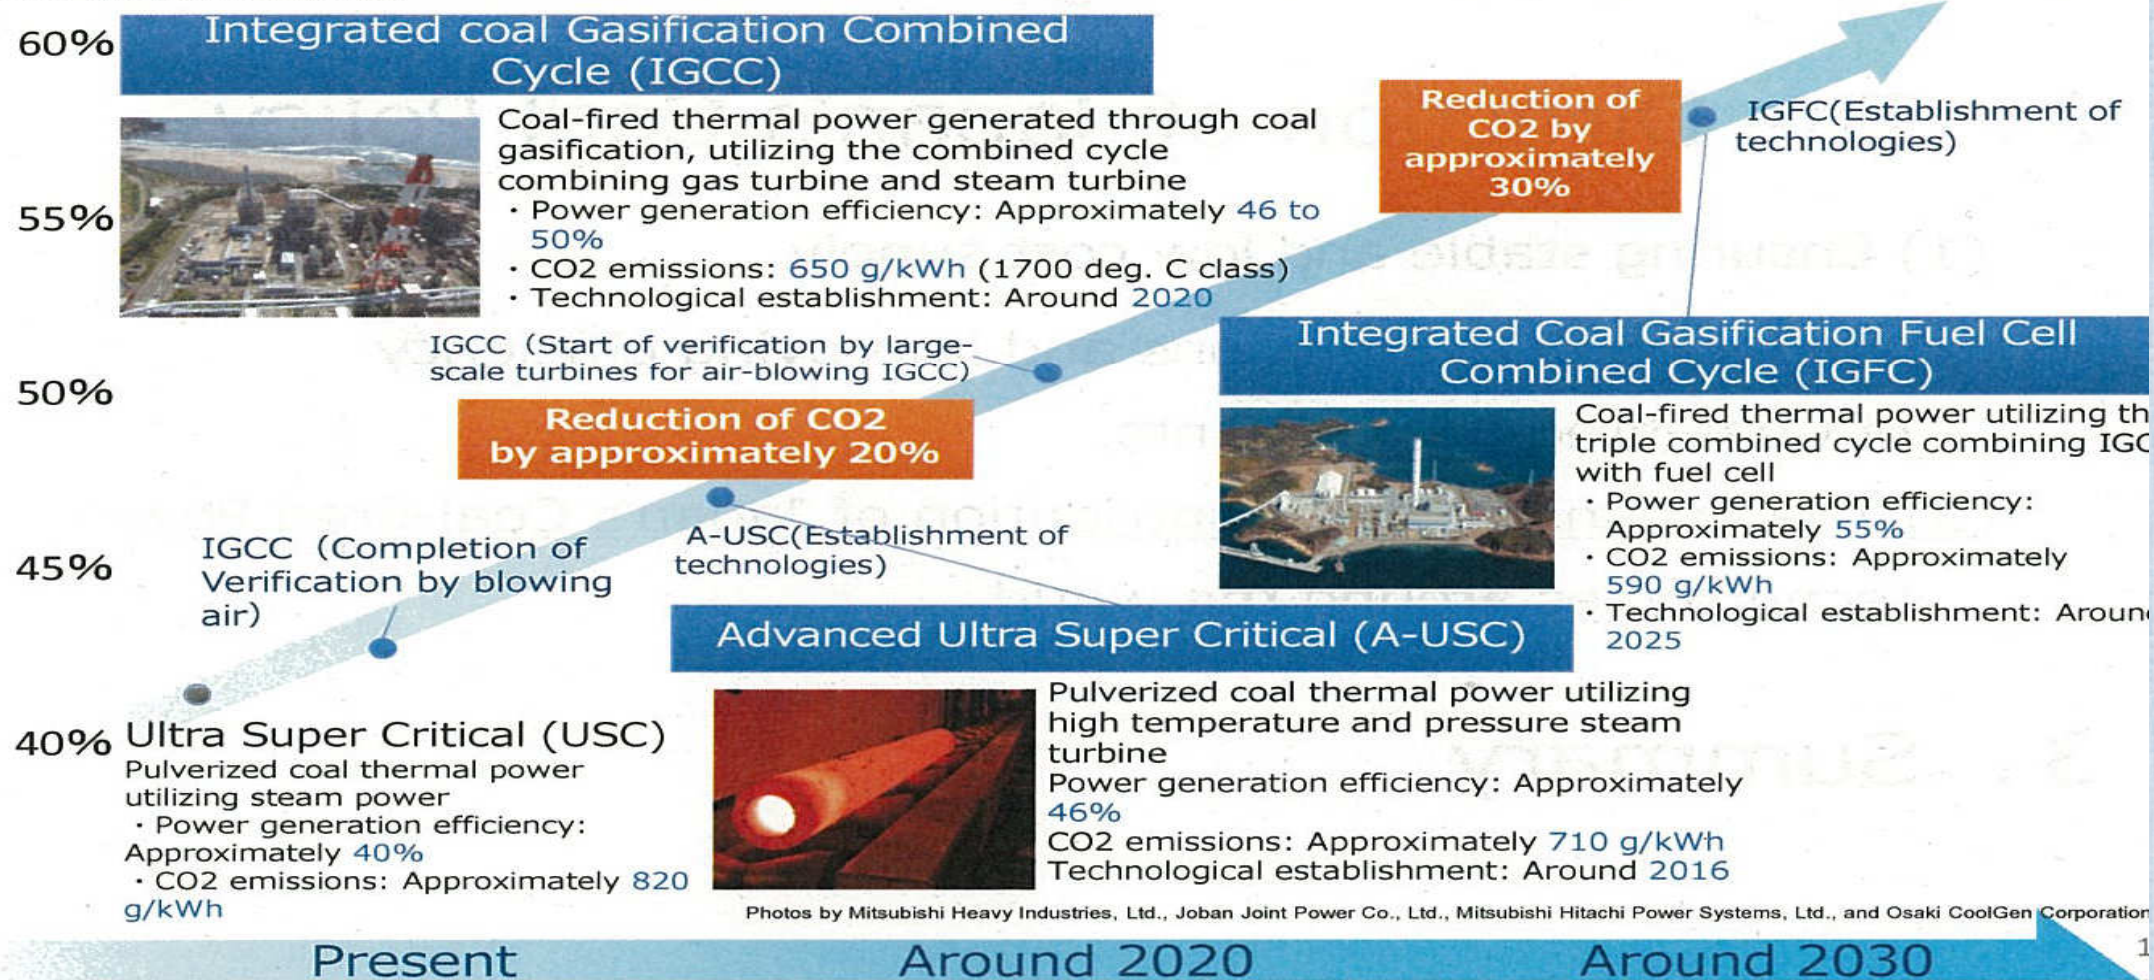 60%
55%
50%
45%
40%
Integrated coal Gasification Combined
Cycle (IGCC)
Coal-fired thermal power generated through coal
gasification, utilizing the combined cycle
combining gas turbine and steam turbine
・Power generation efficiency: Approximately 46 to
50%
・CO2 emissions: 650 g/kWh (1700 deg. C class)
・Technological establishment: Around 2020
Reduction of
CO2 by
approximately
30%
IGFC(Establishment of
technologies)
IGCC (Start of verification by large-
scale turbines for air-blowing IGCC)
Reduction of CO2
by approximately 20%
Integrated Coal Gasification Fuel Cell
Combined Cycle (IGFC)
Coal-fired thermal power utilizing th
triple combined cycle combining IGC
with fuel cell
・Power generation efficiency:
Approximately 55%
・CO2 emissions: Approximately
590 g/kWh
・Technological establishment: Aroun
2025
IGCC (Completion of
Verification by blowing
air)
A-USC(Establishment of
technologies)
Advanced Ultra Super Critical (A-USC)
Pulverized coal thermal power utilizing
high temperature and pressure steam
turbine
Power generation efficiency: Approximately
46%
CO2 emissions: Approximately 710 g/kWh
Technological establishment: Around 2016
Ultra Super Critical (USC)
Pulverized coal thermal power
utilizing steam power
・Power generation efficiency:
Approximately 40%
・CO2 emissions: Approximately 820
g/kWh
Photos by Mitsubishi Heavy Industries, Ltd., Joban Joint Power Co., Ltd., Mitsubishi Hitachi Power Systems, Ltd., and Osaki CoolGen Corporation
Present
Around 2020
Around 2030
1